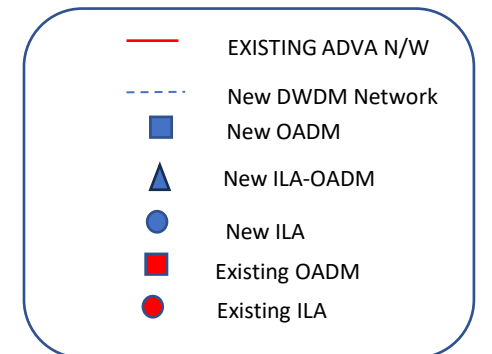 EXISTING ADVA N/W
New DWDM Network
New OADM
New ILA-OADM
New ILA
Existing OADM
Existing ILA